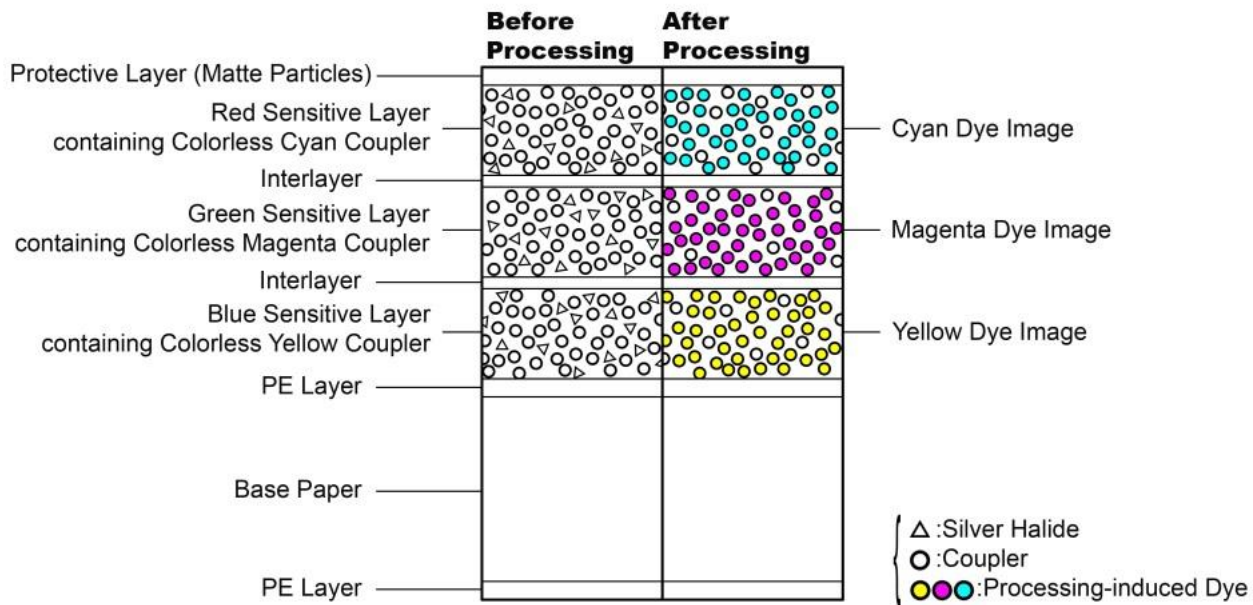 Before Processing
After Processing
Protective Layer (Matte Particles)
Red Sensitive Layer
containing Colorless Cyan Coupler
Cyan Dye Image
Interlayer
Green Sensitive Layer
containing Colorless Magenta Coupler
Magenta Dye Image
Interlayer
Blue Sensitive Layer
containing Colorless Yellow Coupler
Yellow Dye Image
PE Layer
Base Paper
:Silver Halide
:Coupler
:Processing-induced Dye
PE Layer